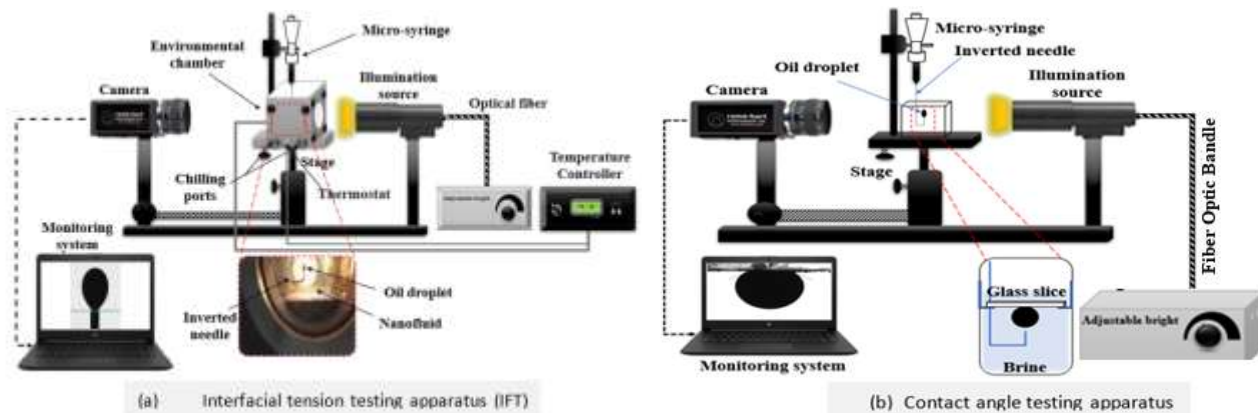 Micro-syringe
Environmental
chamber
Illumination
source
Camera
Optical fiber
Stage
Chilling
ports
Thermostat
Temperature
Controller
Monitoring
system
Oil droplet
Inverted
needle
Nanofluid
(a) Interfacial tension testing apparatus (IFT)
Micro-syringe
Inverted needle
Oil droplet
Illumination
source
Camera
Stage
Fiber Optic Bandle
Glass slice
Adjustable bright
Brine
Monitoring system
(b) Contact angle testing apparatus